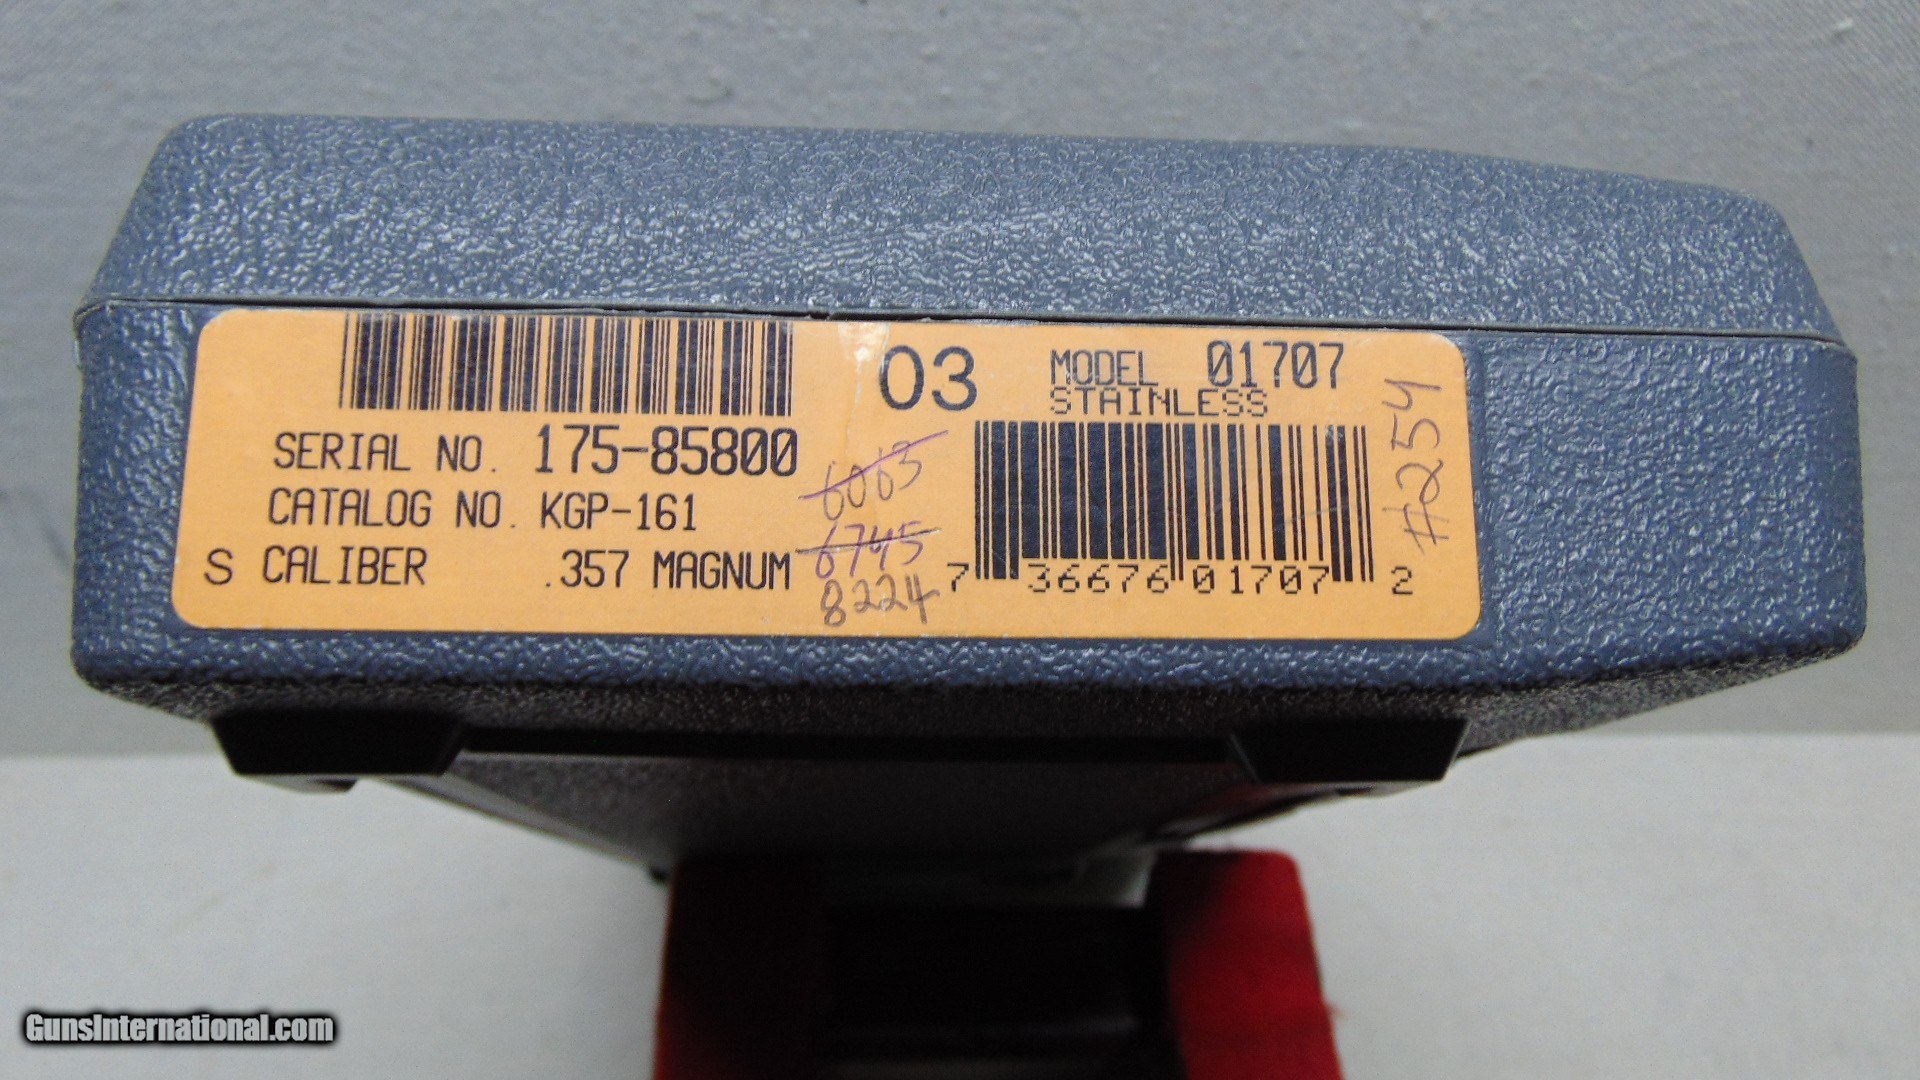 03 MODEL 01707
STAINLESS
SERIAL NO. 175-85800
CATALOG NO. KGP-161
S CALIBER .357 MAGNUM
6063
6745
8224
7 36676 01707 2
#254
GunsInternational.com